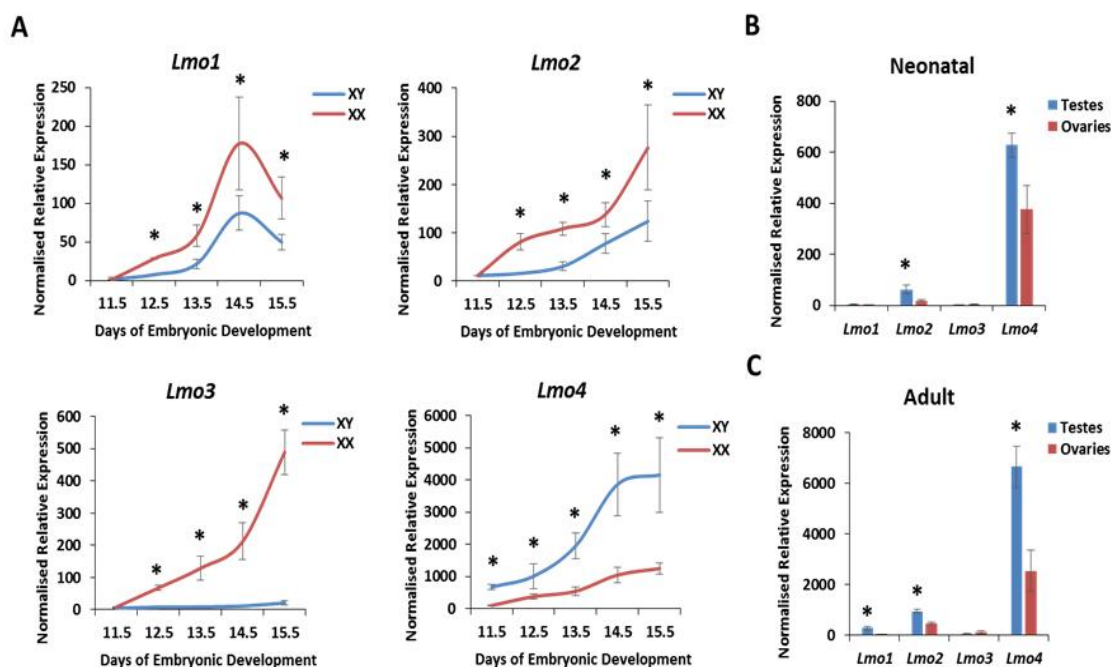 A
Lmo1
Normalised Relative Expression
250
200
150
100
50
0
* * * *
XY
XX
11.5 12.5 13.5 14.5 15.5
Days of Embryonic Development
Lmo2
Normalised Relative Expression
400
300
200
100
0
* * * *
XY
XX
11.5 12.5 13.5 14.5 15.5
Days of Embryonic Development
B
Neonatal
Normalised Relative Expression
800
600
400
200
0
* *
Testes
Ovaries
Lmo1 Lmo2 Lmo3 Lmo4
Lmo3
Normalised Relative Expression
600
500
400
300
200
100
0
* * * *
XY
XX
11.5 12.5 13.5 14.5 15.5
Days of Embryonic Development
Lmo4
Normalised Relative Expression
6000
5000
4000
3000
2000
1000
0
* * * * *
XY
XX
11.5 12.5 13.5 14.5 15.5
Days of Embryonic Development
C
Adult
Normalised Relative Expression
8000
6000
4000
2000
0
* * *
Testes
Ovaries
Lmo1 Lmo2 Lmo3 Lmo4